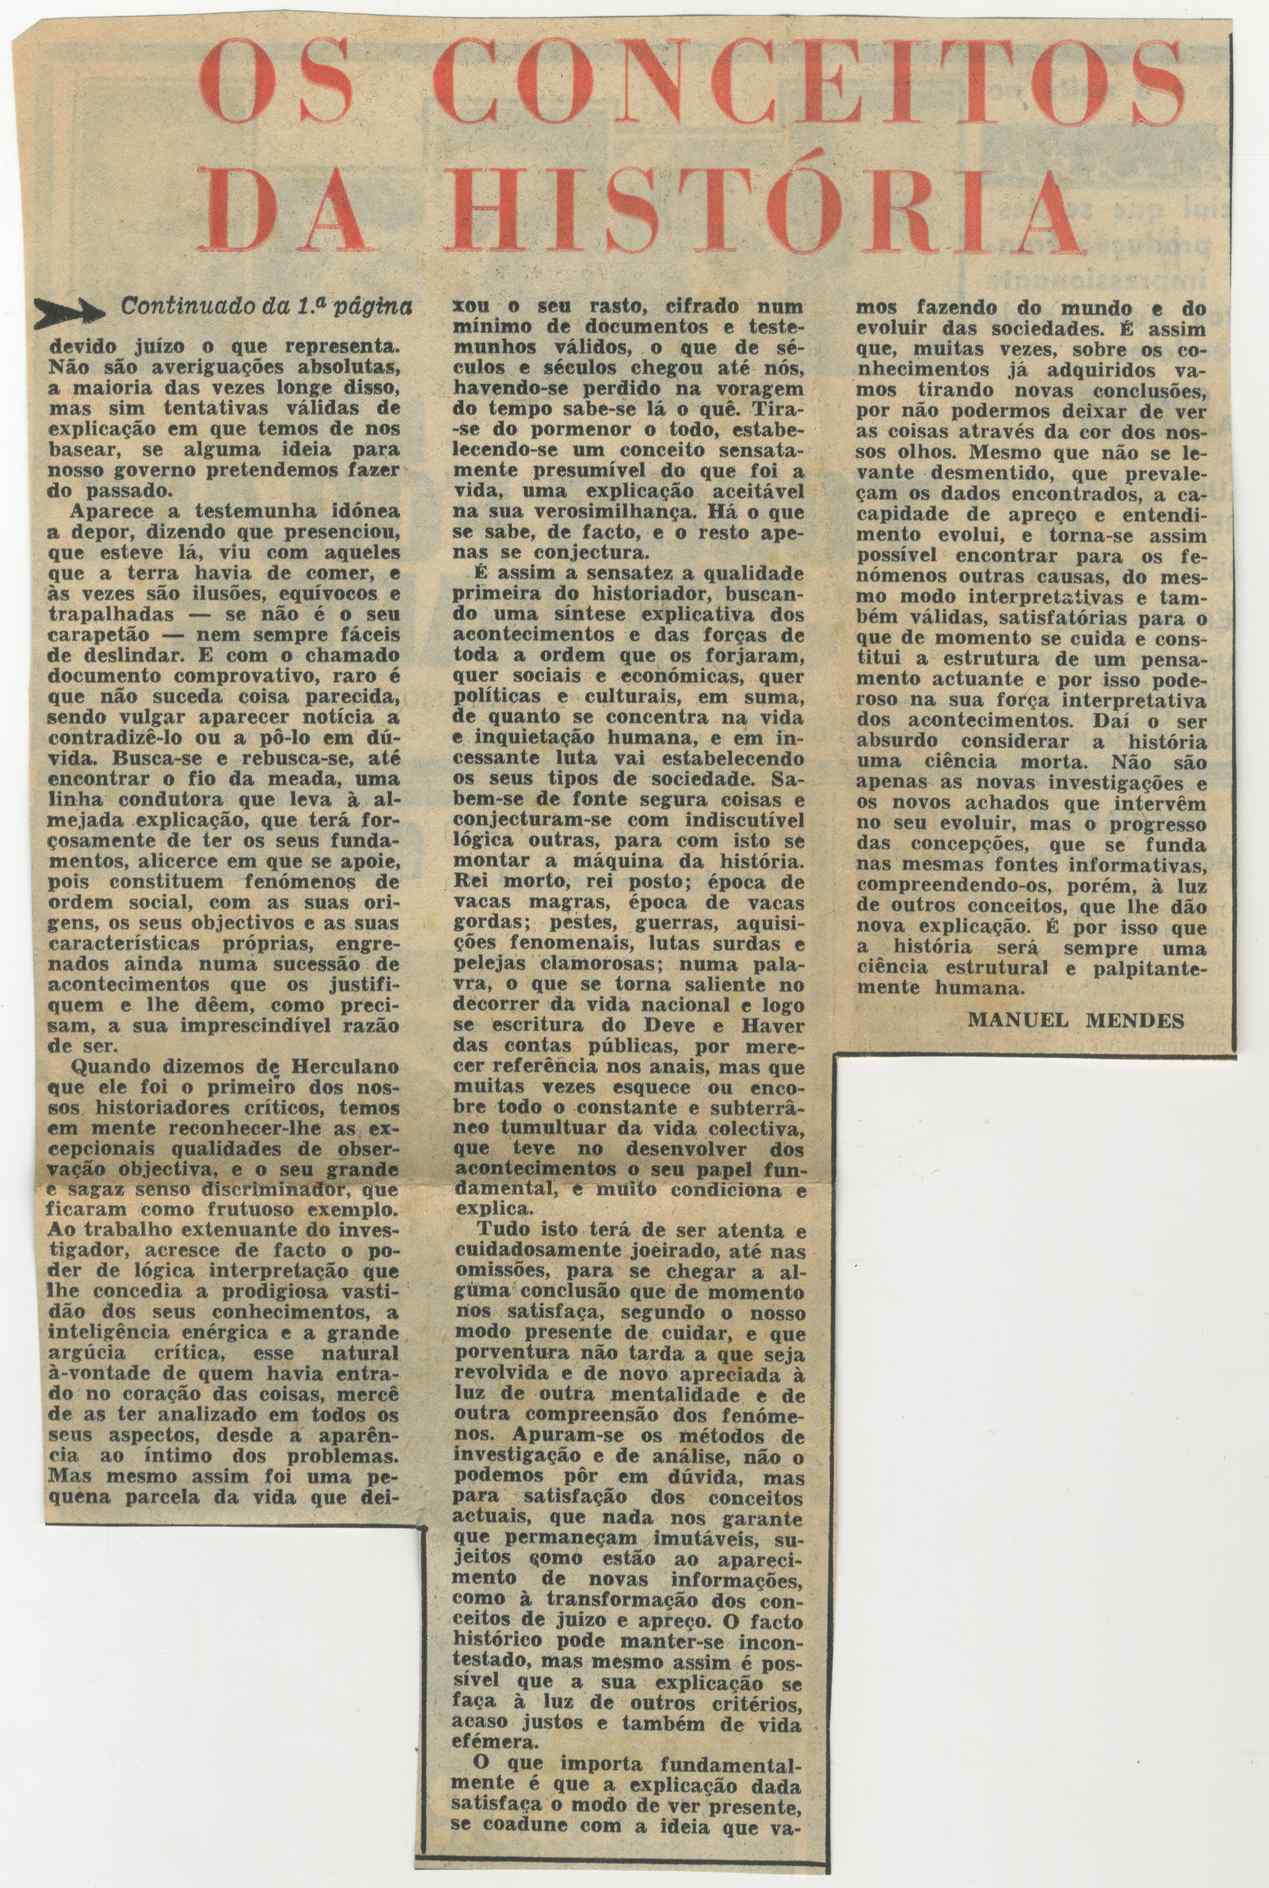 OS CONCEITOS
DA HISTÓRIA
Continuado da 1.ª página
devido juízo o que representa.
Não são averiguações absolutas,
a maioria das vezes longe disso,
mas sim tentativas válidas de
explicação em que temos de nos
basear, se alguma ideia para
nosso governo pretendemos fazer
do passado.
Aparece a testemunha idónea
a depor, dizendo que presenciou,
que esteve lá, viu com aqueles
que a terra havia de comer, e
às vezes são ilusões, equívocos e
trapalhadas — se não é o seu
carapetão — nem sempre fáceis
de deslindar. E com o chamado
documento comprovativo, raro é
que não suceda coisa parecida,
sendo vulgar aparecer notícia a
contradizê-lo ou a pô-lo em dú-
vida. Busca-se e rebusca-se, até
encontrar o fio da meada, uma
linha condutora que leva à al-
mejada explicação, que terá for-
çosamente de ter os seus funda-
mentos, alicerce em que se apoie,
pois constituem fenómenos de
ordem social, com as suas ori-
gens, os seus objectivos e as suas
características próprias, engre-
nados ainda numa sucessão de
acontecimentos que os justifi-
quem e lhe dêem, como preci-
sam, a sua imprescindível razão
de ser.
Quando dizemos de Herculano
que ele foi o primeiro dos nos-
sos historiadores críticos, temos
em mente reconhecer-lhe as ex-
cepcionais qualidades de obser-
vação objectiva, e o seu grande
e sagaz senso discriminador, que
ficaram como frutuoso exemplo.
Ao trabalho extenuante do inves-
tigador, acresce de facto o po-
der de lógica interpretação que
lhe concedia a prodigiosa vasti-
dão dos seus conhecimentos, a
inteligência enérgica e a grande
argúcia crítica, esse natural
à-vontade de quem havia entra-
do no coração das coisas, mercê
de as ter analizado em todos os
seus aspectos, desde a aparên-
cia ao íntimo dos problemas.
Mas mesmo assim foi uma pe-
quena parcela da vida que dei-
xou o seu rasto, cifrado num
mínimo de documentos e teste-
munhos válidos, o que de sé-
culos e séculos chegou até nós,
havendo-se perdido na voragem
do tempo sabe-se lá o quê. Tira-
-se do pormenor o todo, estabe-
lecendo-se um conceito sensata-
mente presumível do que foi a
vida, uma explicação aceitável
na sua verosimilhança. Há o que
se sabe, de facto, e o resto ape-
nas se conjectura.
É assim a sensatez a qualidade
primeira do historiador, buscan-
do uma síntese explicativa dos
acontecimentos e das forças de
toda a ordem que os forjaram,
quer sociais e económicas, quer
políticas e culturais, em suma,
de quanto se concentra na vida
e inquietação humana, e em in-
cessante luta vai estabelecendo
os seus tipos de sociedade. Sa-
bem-se de fonte segura coisas e
conjecturam-se com indiscutível
lógica outras, para com isto se
montar a máquina da história.
Rei morto, rei posto; época de
vacas magras, época de vacas
gordas; pestes, guerras, aquisi-
ções fenomenais, lutas surdas e
pelejas clamorosas; numa pala-
vra, o que se torna saliente no
decorrer da vida nacional e logo
se escritura do Deve e Haver
das contas públicas, por mere-
cer referência nos anais, mas que
muitas vezes esquece ou enco-
bre todo o constante e subterrâ-
neo tumultuar da vida colectiva,
que teve no desenvolver dos
acontecimentos o seu papel fun-
damental, e muito condiciona e
explica.
Tudo isto terá de ser atenta e
cuidadosamente joeirado, até nas
omissões, para se chegar a al-
guma conclusão que de momento
nos satisfaça, segundo o nosso
modo presente de cuidar, e que
porventura não tarda a que seja
revolvida e de novo apreciada à
luz de outra mentalidade e de
outra compreensão dos fenóme-
nos. Apuram-se os métodos de
investigação e de análise, não o
podemos pôr em dúvida, mas
para satisfação dos conceitos
actuais, que nada nos garante
que permaneçam imutáveis, su-
jeitos como estão ao apareci-
mento de novas informações,
como à transformação dos con-
ceitos de juízo e apreço. O facto
histórico pode manter-se incon-
testado, mas mesmo assim é pos-
sível que a sua explicação se
faça à luz de outros critérios,
acaso justos e também de vida
efémera.
O que importa fundamental-
mente é que a explicação dada
satisfaça o modo de ver presente,
se coadune com a ideia que va-
mos fazendo do mundo e do
evoluir das sociedades. É assim
que, muitas vezes, sobre os co-
nhecimentos já adquiridos va-
mos tirando novas conclusões,
por não podermos deixar de ver
as coisas através da cor dos nos-
sos olhos. Mesmo que não se le-
vante desmentido, que prevale-
çam os dados encontrados, a ca-
pacidade de apreço e entendi-
mento evolui, e torna-se assim
possível encontrar para os fe-
nómenos outras causas, do mes-
mo modo interpretativas e tam-
bém válidas, satisfatórias para o
que de momento se cuida e cons-
titui a estrutura de um pensa-
mento actuante e por isso pode-
roso na sua força interpretativa
dos acontecimentos. Daí o ser
absurdo considerar a história
uma ciência morta. Não são
apenas as novas investigações e
os novos achados que intervêm
no seu evoluir, mas o progresso
das concepções, que se funda
nas mesmas fontes informativas,
compreendendo-os, porém, à luz
de outros conceitos, que lhe dão
nova explicação. É por isso que
a história será sempre uma
ciência estrutural e palpitante-
mente humana.
MANUEL MENDES